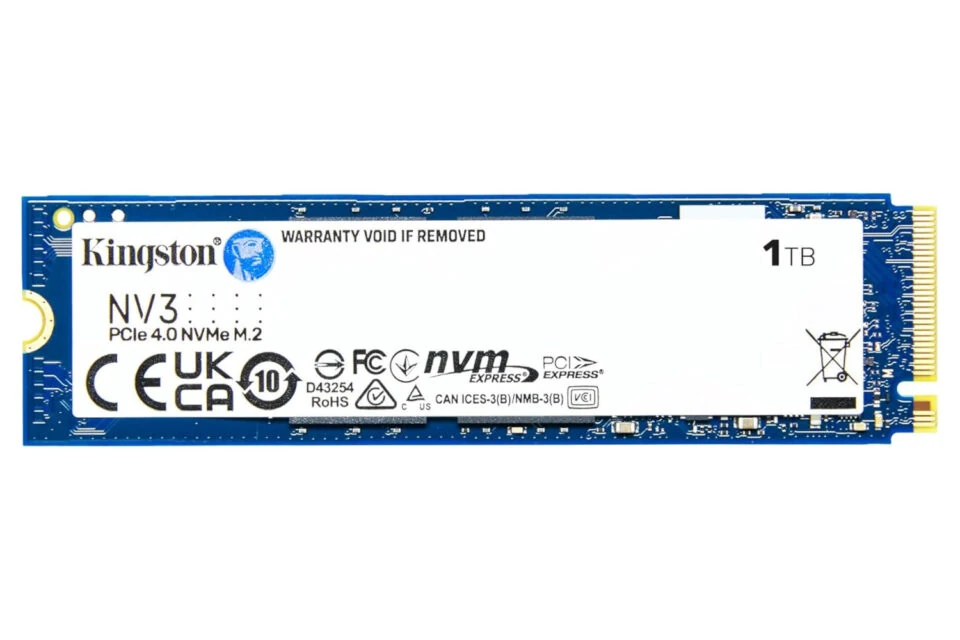 Kingston®
WARRANTY VOID IF REMOVED
1TB
NV3
PCIe 4.0 NVMe M.2
CE
UK
CA
10
FC
nvm
EXPRESS®
PCI
EXPRESS®
D43254
RoHS
C US
CAN ICES-3(B)/NMB-3(B)
VCI
M